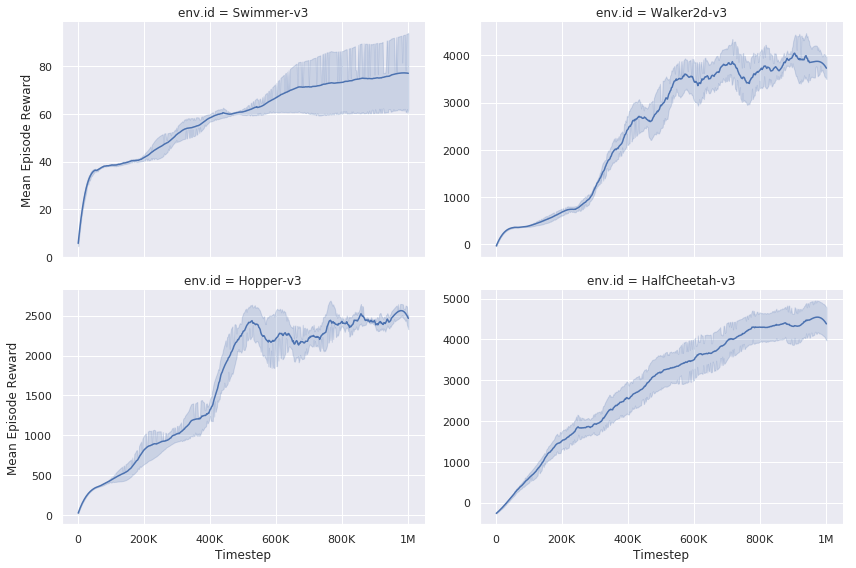 env.id = Swimmer-v3
env.id = Walker2d-v3
Mean Episode Reward
80
60
40
20
0
4000
3000
2000
1000
0
env.id = Hopper-v3
env.id = HalfCheetah-v3
Mean Episode Reward
2500
2000
1500
1000
500
0
5000
4000
3000
2000
1000
0
0 200K 400K 600K 800K 1M
0 200K 400K 600K 800K 1M
Timestep
Timestep